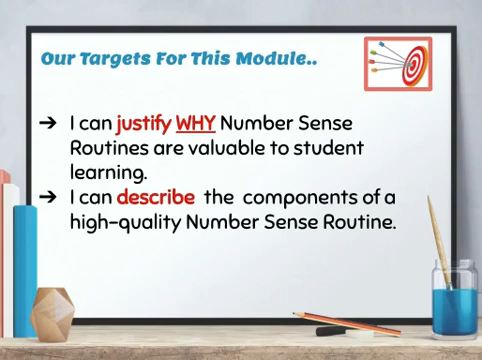 Our Targets For This Module..
➔ I can justify WHY Number Sense
Routines are valuable to student
learning.
➔ I can describe the components of a
high-quality Number Sense Routine.